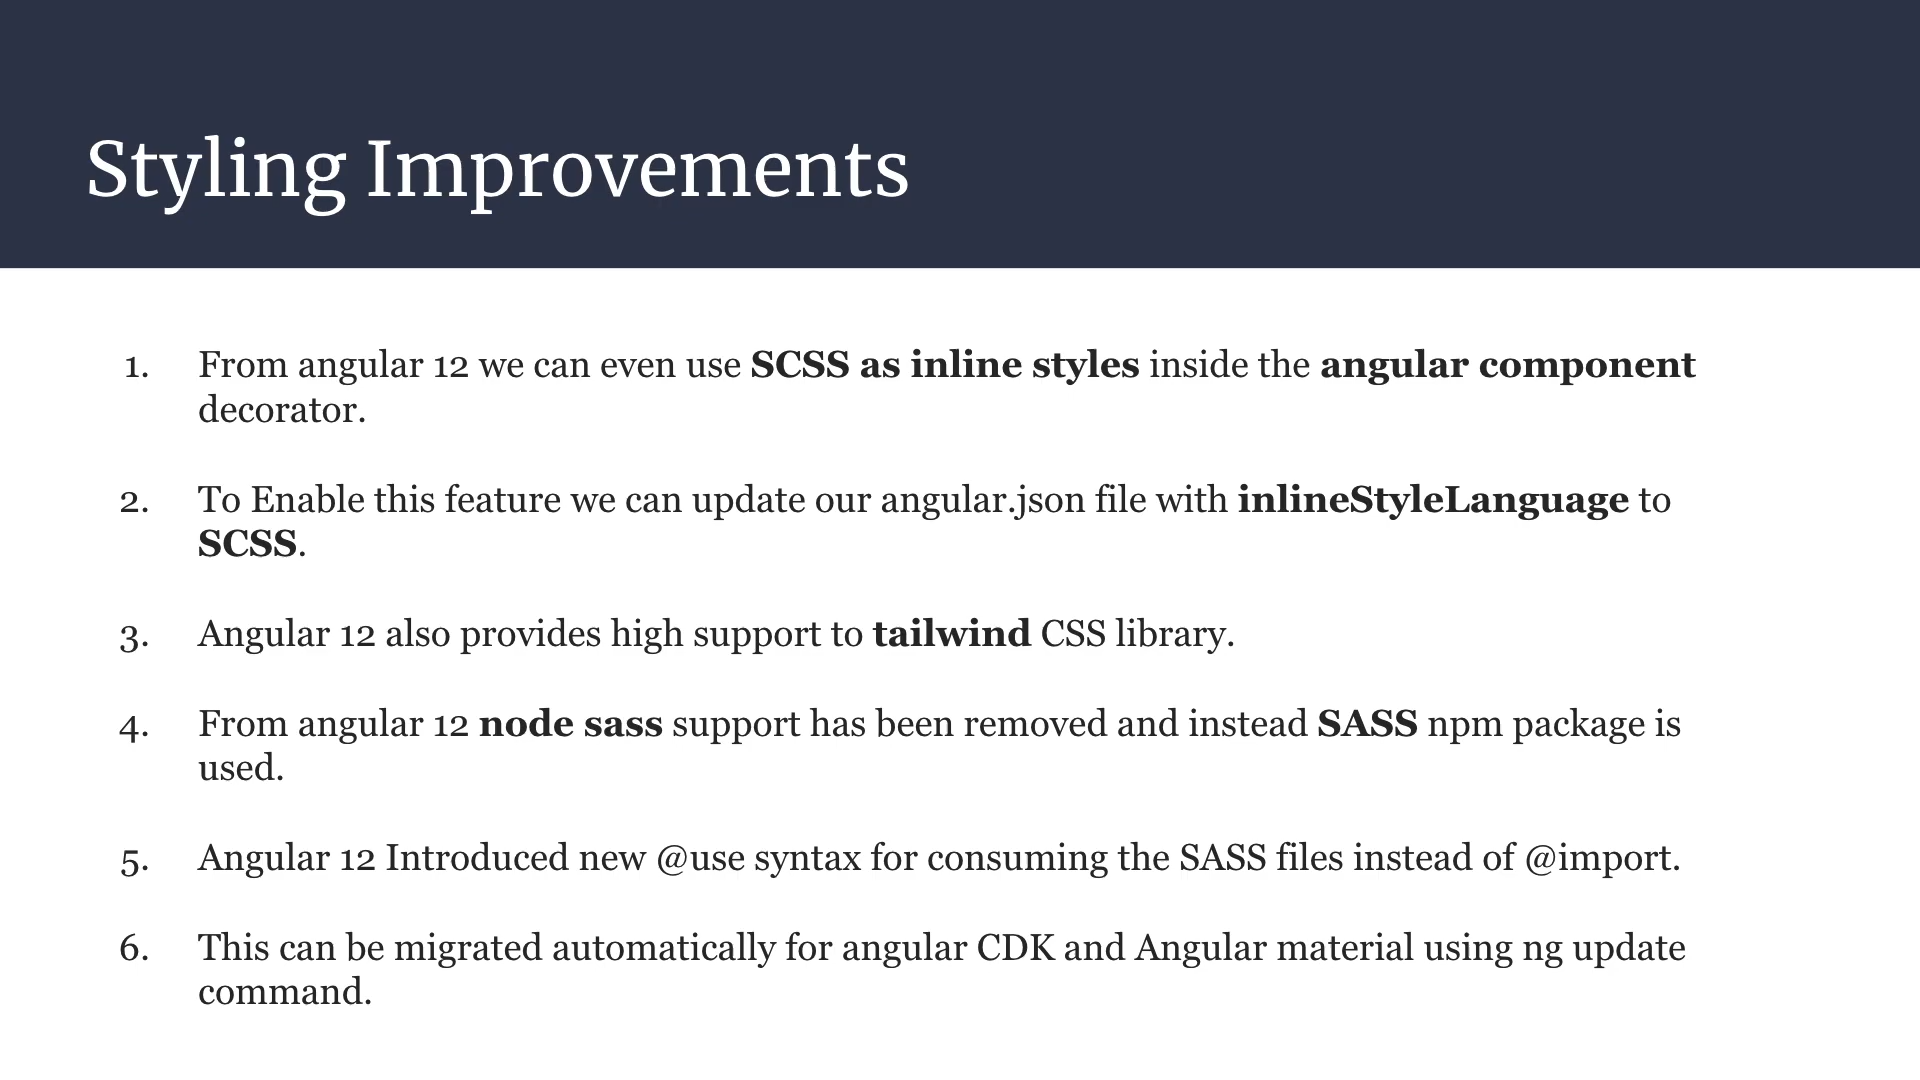 Styling Improvements
1. From angular 12 we can even use SCSS as inline styles inside the angular component
decorator.
2. To Enable this feature we can update our angular.json file with inlineStyleLanguage to
SCSS.
3. Angular 12 also provides high support to tailwind CSS library.
4. From angular 12 node sass support has been removed and instead SASS npm package is
used.
5. Angular 12 Introduced new @use syntax for consuming the SASS files instead of @import.
6. This can be migrated automatically for angular CDK and Angular material using ng update
command.